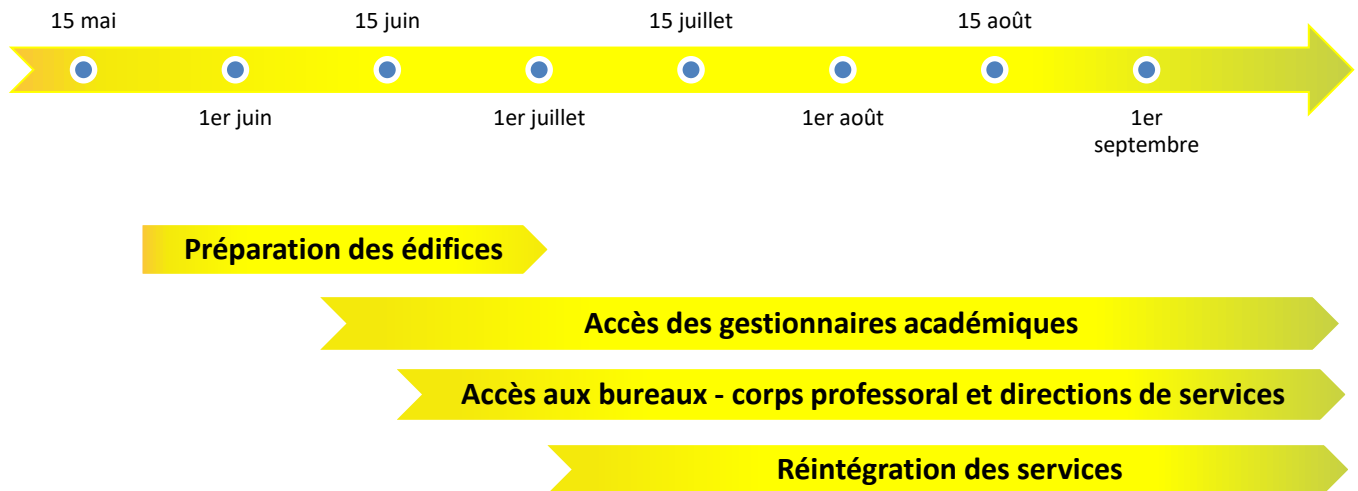 15 mai
15 juin
15 juillet
15 août
1er juin
1er juillet
1er août
1er
septembre
Préparation des édifices
Accès des gestionnaires académiques
Accès aux bureaux - corps professoral et directions de services
Réintégration des services